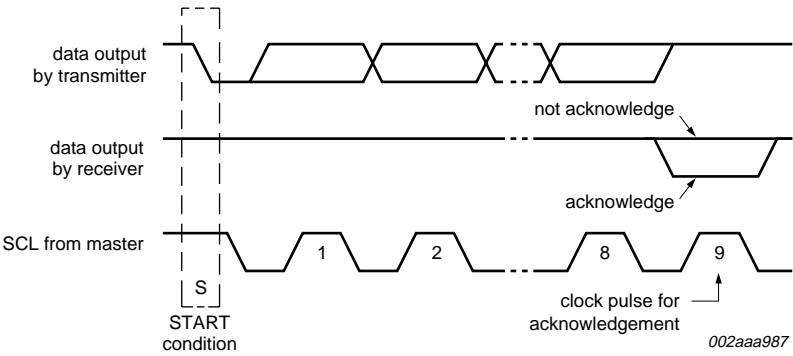 data output
by transmitter
not acknowledge
data output
by receiver
acknowledge
SCL from master
1
2
8
9
S
START
condition
clock pulse for
acknowledgement
002aaa987